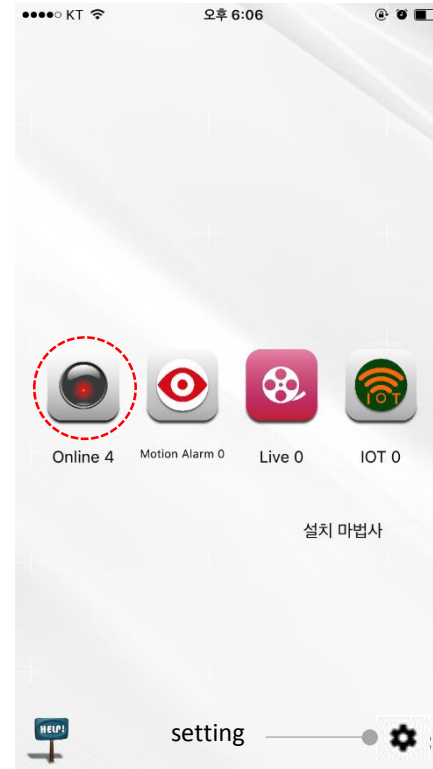 KT 오후 6:06
Online 4 Motion Alarm 0 Live 0 IOT 0
IOT
설치 마법사
HELP!
setting